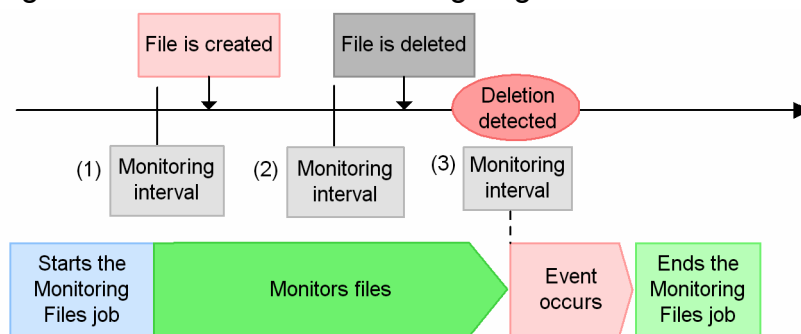 File is created
File is deleted
Deletion
detected
(1)
Monitoring
interval
(2)
Monitoring
interval
(3)
Monitoring
interval
Starts the
Monitoring
Files job
Monitors files
Event
occurs
Ends the
Monitoring
Files job